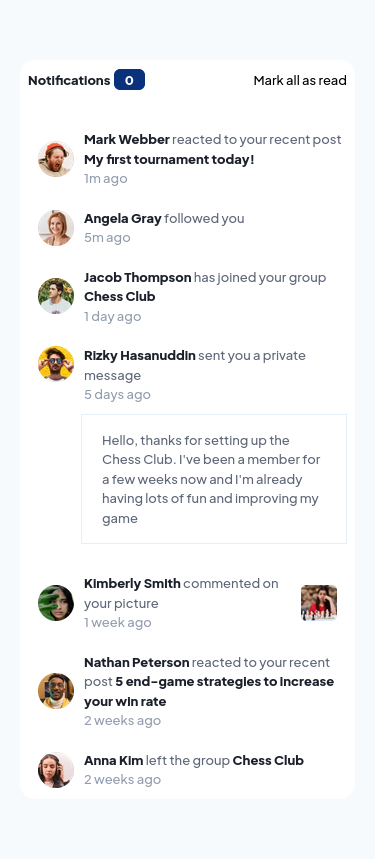 Notifications 0 Mark all as read
Mark Webber reacted to your recent post
My first tournament today!
1m ago
Angela Gray followed you
5m ago
Jacob Thompson has joined your group
Chess Club
1 day ago
Rizky Hasanuddin sent you a private
message
5 days ago
Hello, thanks for setting up the
Chess Club. I've been a member for
a few weeks now and I'm already
having lots of fun and improving my
game
Kimberly Smith commented on
your picture
1 week ago
Nathan Peterson reacted to your recent
post 5 end-game strategies to increase
your win rate
2 weeks ago
Anna Kim left the group Chess Club
2 weeks ago